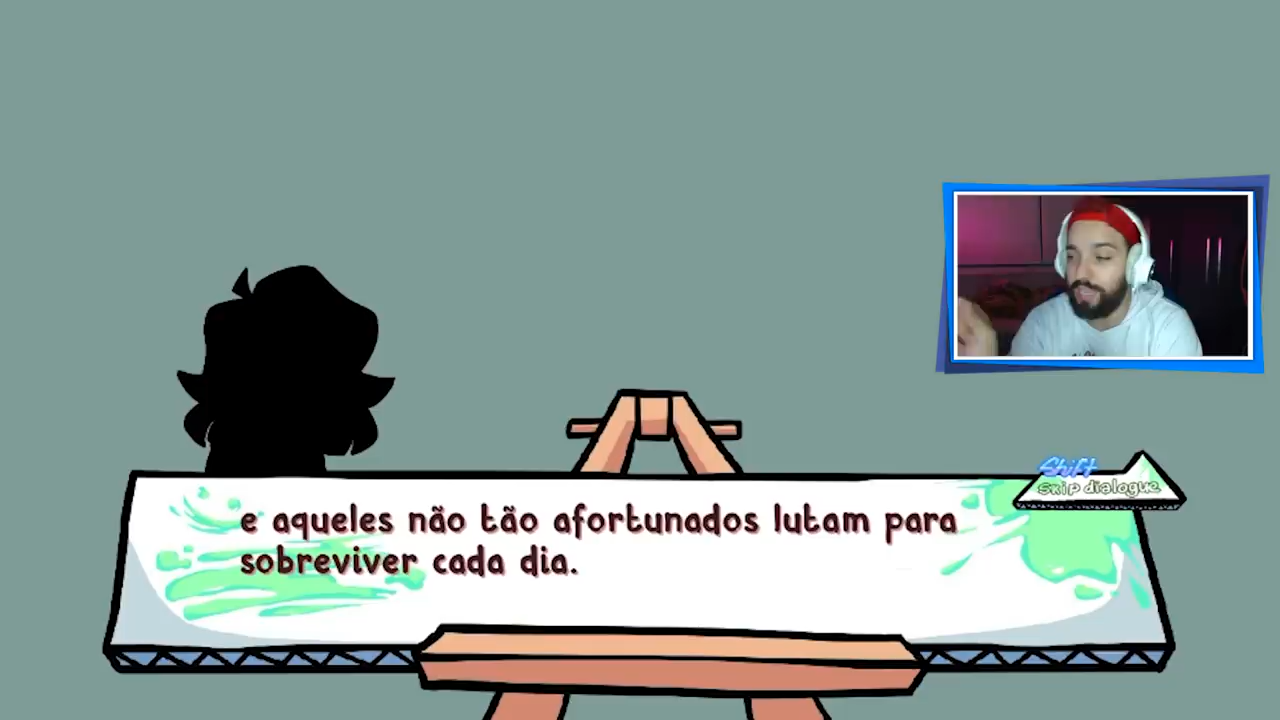 Shift
skip dialogue
e aqueles não tão afortunados lutam para
sobreviver cada dia.